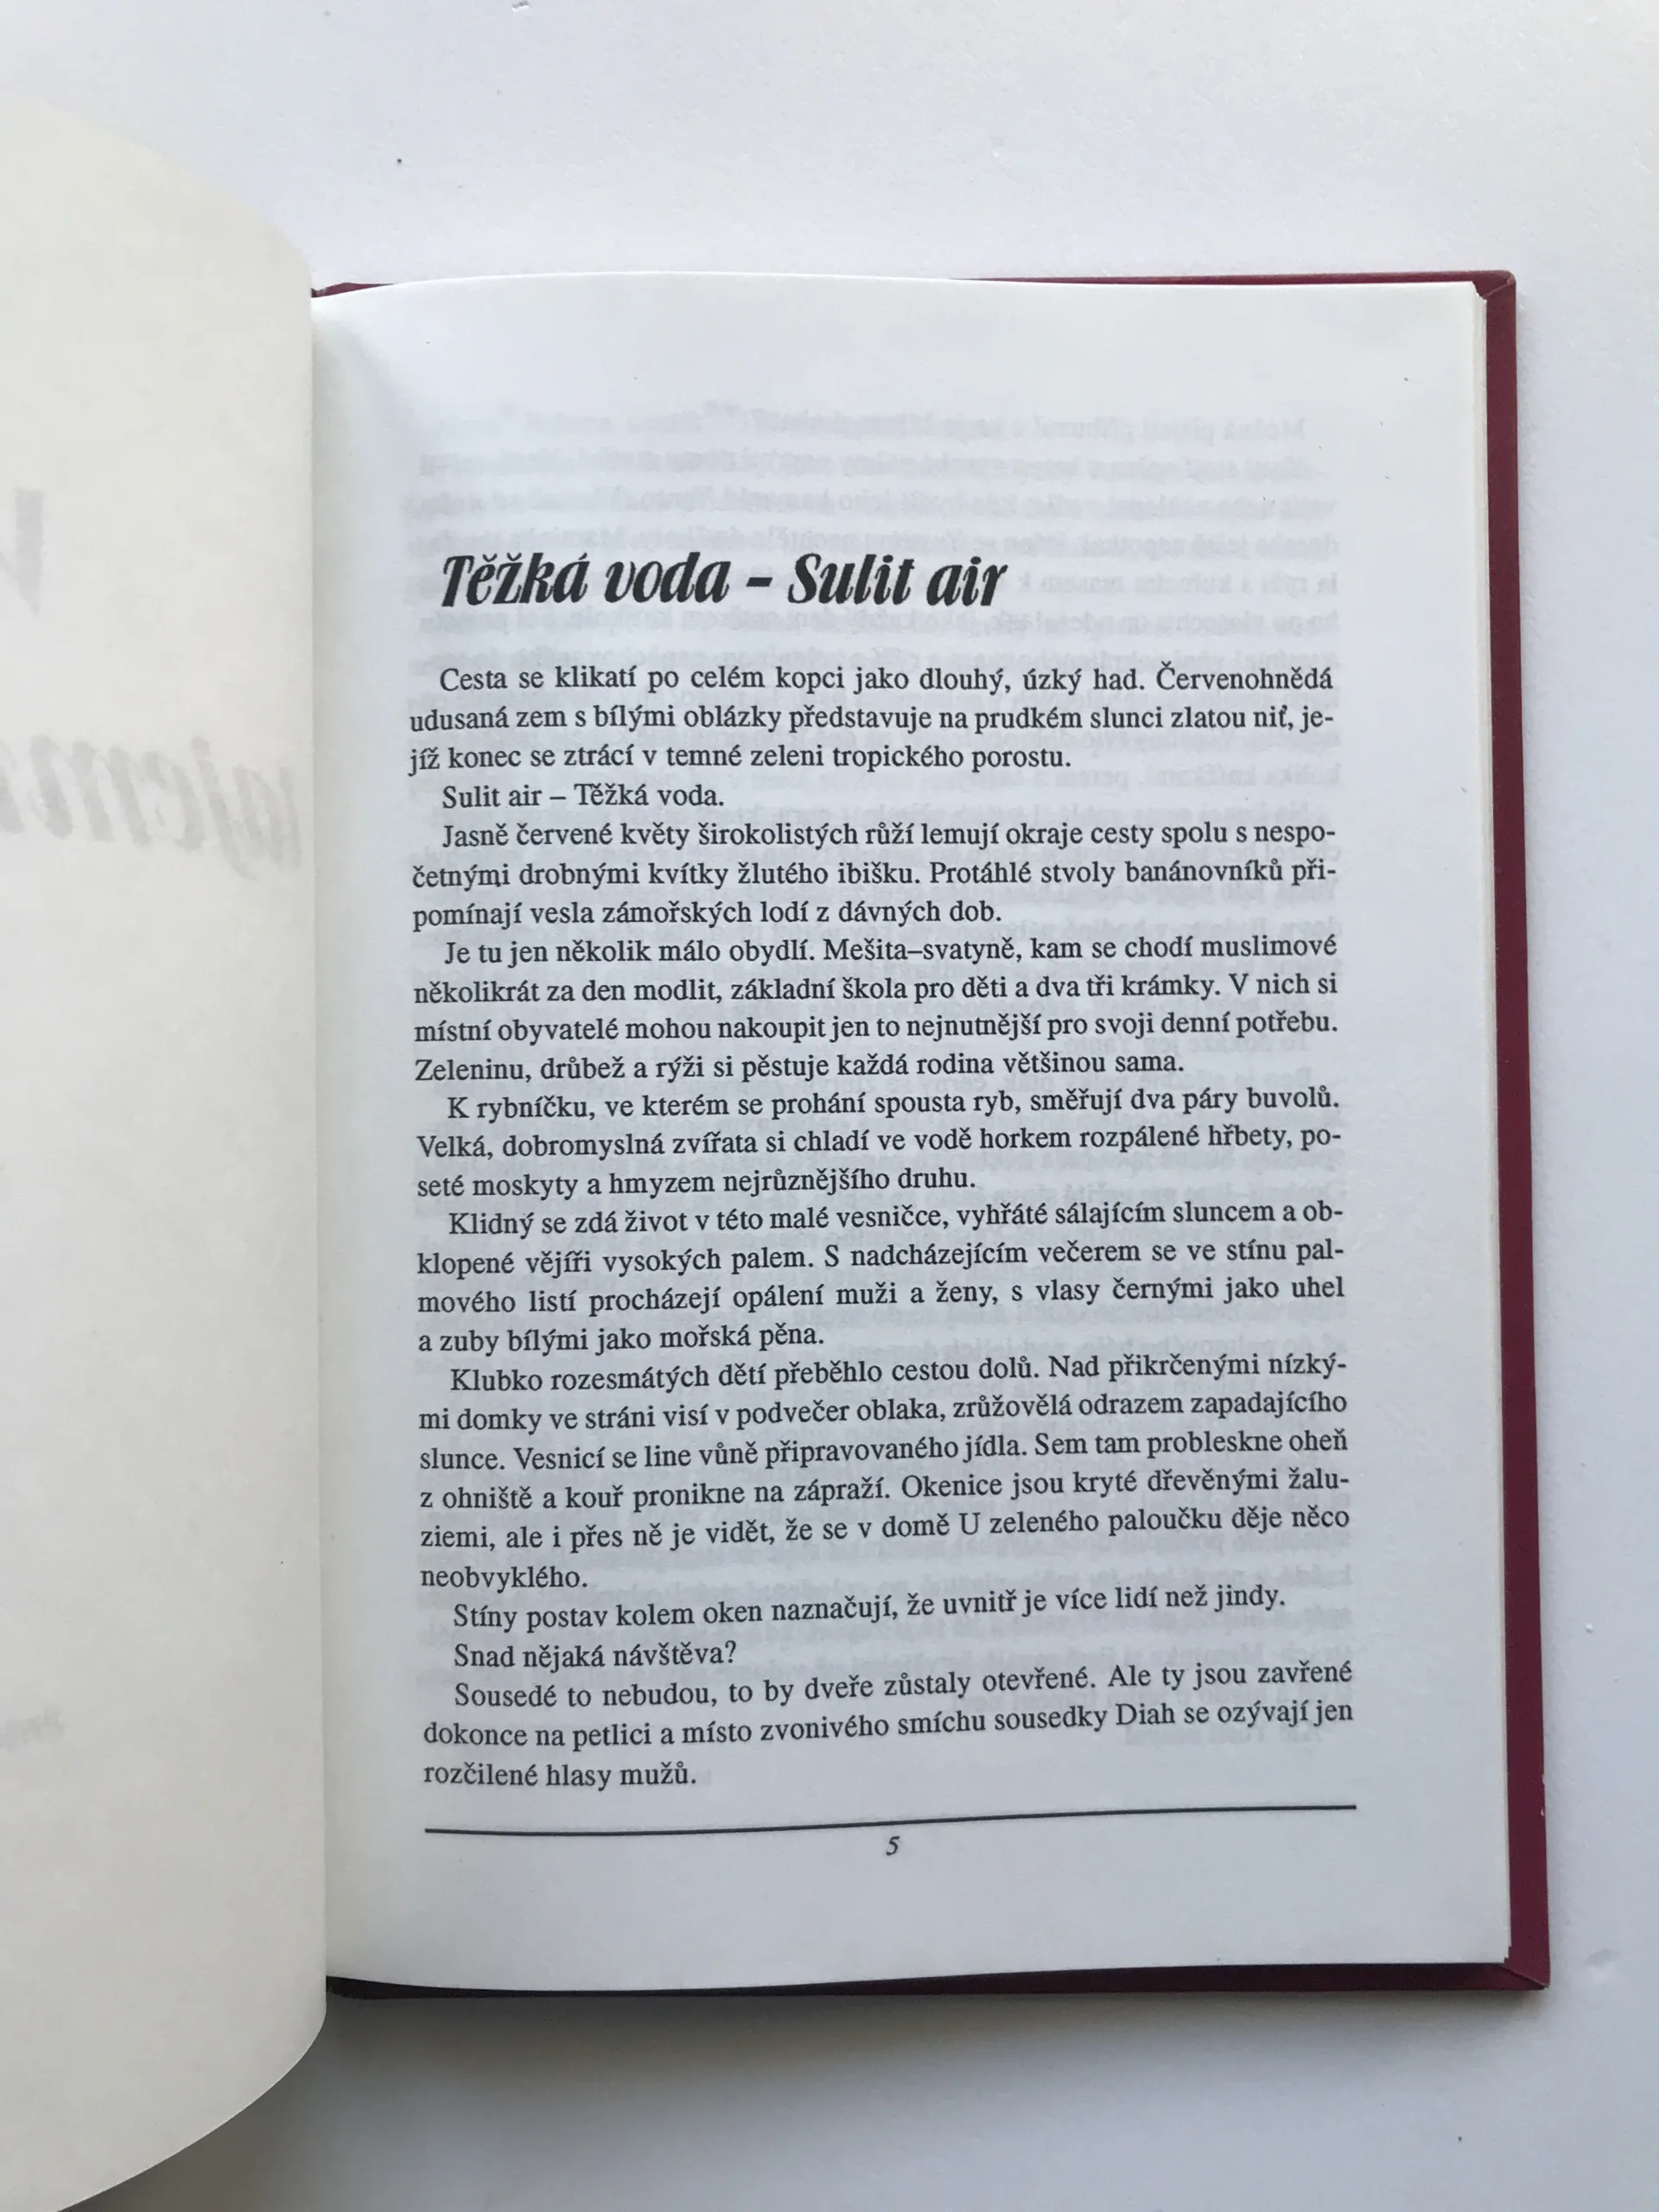 Těžká voda – Sulit air
Cesta se klikatí po celém kopci jako dlouhý, úzký had. Červenohnědá
udusaná zem s bílými oblázky představuje na prudkém slunci zlatou niť, je-
jíž konec se ztrácí v temné zeleni tropického porostu.
Sulit air – Těžká voda.
Jasně červené květy širokolistých růží lemují okraje cesty spolu s nespo-
četnými drobnými kvítky žlutého ibišku. Protáhlé stvoly banánovníků při-
pomínají vesla zámořských lodí z dávných dob.
Je tu jen několik málo obydlí. Mešita–svatyně, kam se chodí muslimové
několikrát za den modlit, základní škola pro děti a dva tři krámky. V nich si
místní obyvatelé mohou nakoupit jen to nejnutnější pro svoji denní potřebu.
Zeleninu, drůbež a rýži si pěstuje každá rodina většinou sama.
K rybníčku, ve kterém se prohání spousta ryb, směřují dva páry buvolů.
Velká, dobromyslná zvířata si chladí ve vodě horkem rozpálené hřbety, po-
seté moskyty a hmyzem nejrůznějšího druhu.
Klidný se zdá život v této malé vesničce, vyhřáté sálajícím sluncem a ob-
klopené vějíři vysokých palem. S nadcházejícím večerem se ve stínu pal-
mového listí procházejí opálení muži a ženy, s vlasy černými jako uhel
a zuby bílými jako mořská pěna.
Klubko rozesmátých dětí přeběhlo cestou dolů. Nad přikrčenými nízký-
mi domky ve stráni visí v podvečer oblaka, zrůžovělá odrazem zapadajícího
slunce. Vesnicí se line vůně připravovaného jídla. Sem tam probleskne oheň
z ohniště a kouř pronikne na zápraží. Okenice jsou kryté dřevěnými žalu-
ziemi, ale i přes ně je vidět, že se v domě U zeleného paloučku děje něco
neobvyklého.
Stíny postav kolem oken naznačují, že uvnitř je více lidí než jindy.
Snad nějaká návštěva?
Sousedé to nebudou, to by dveře zůstaly otevřené. Ale ty jsou zavřené
dokonce na petlici a místo zvonivého smíchu sousedky Diah se ozývají jen
rozčilené hlasy mužů.
5